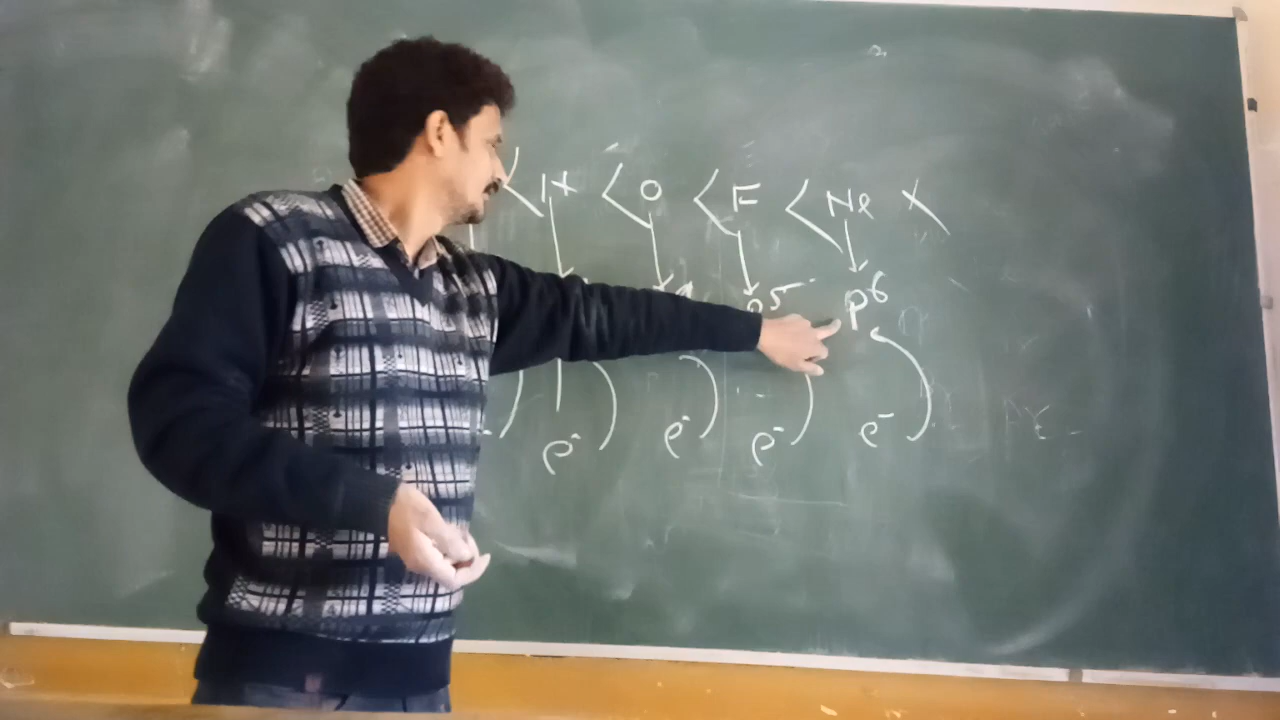 < N < O < F < Ne X
p5 p6
e- e- e- e-